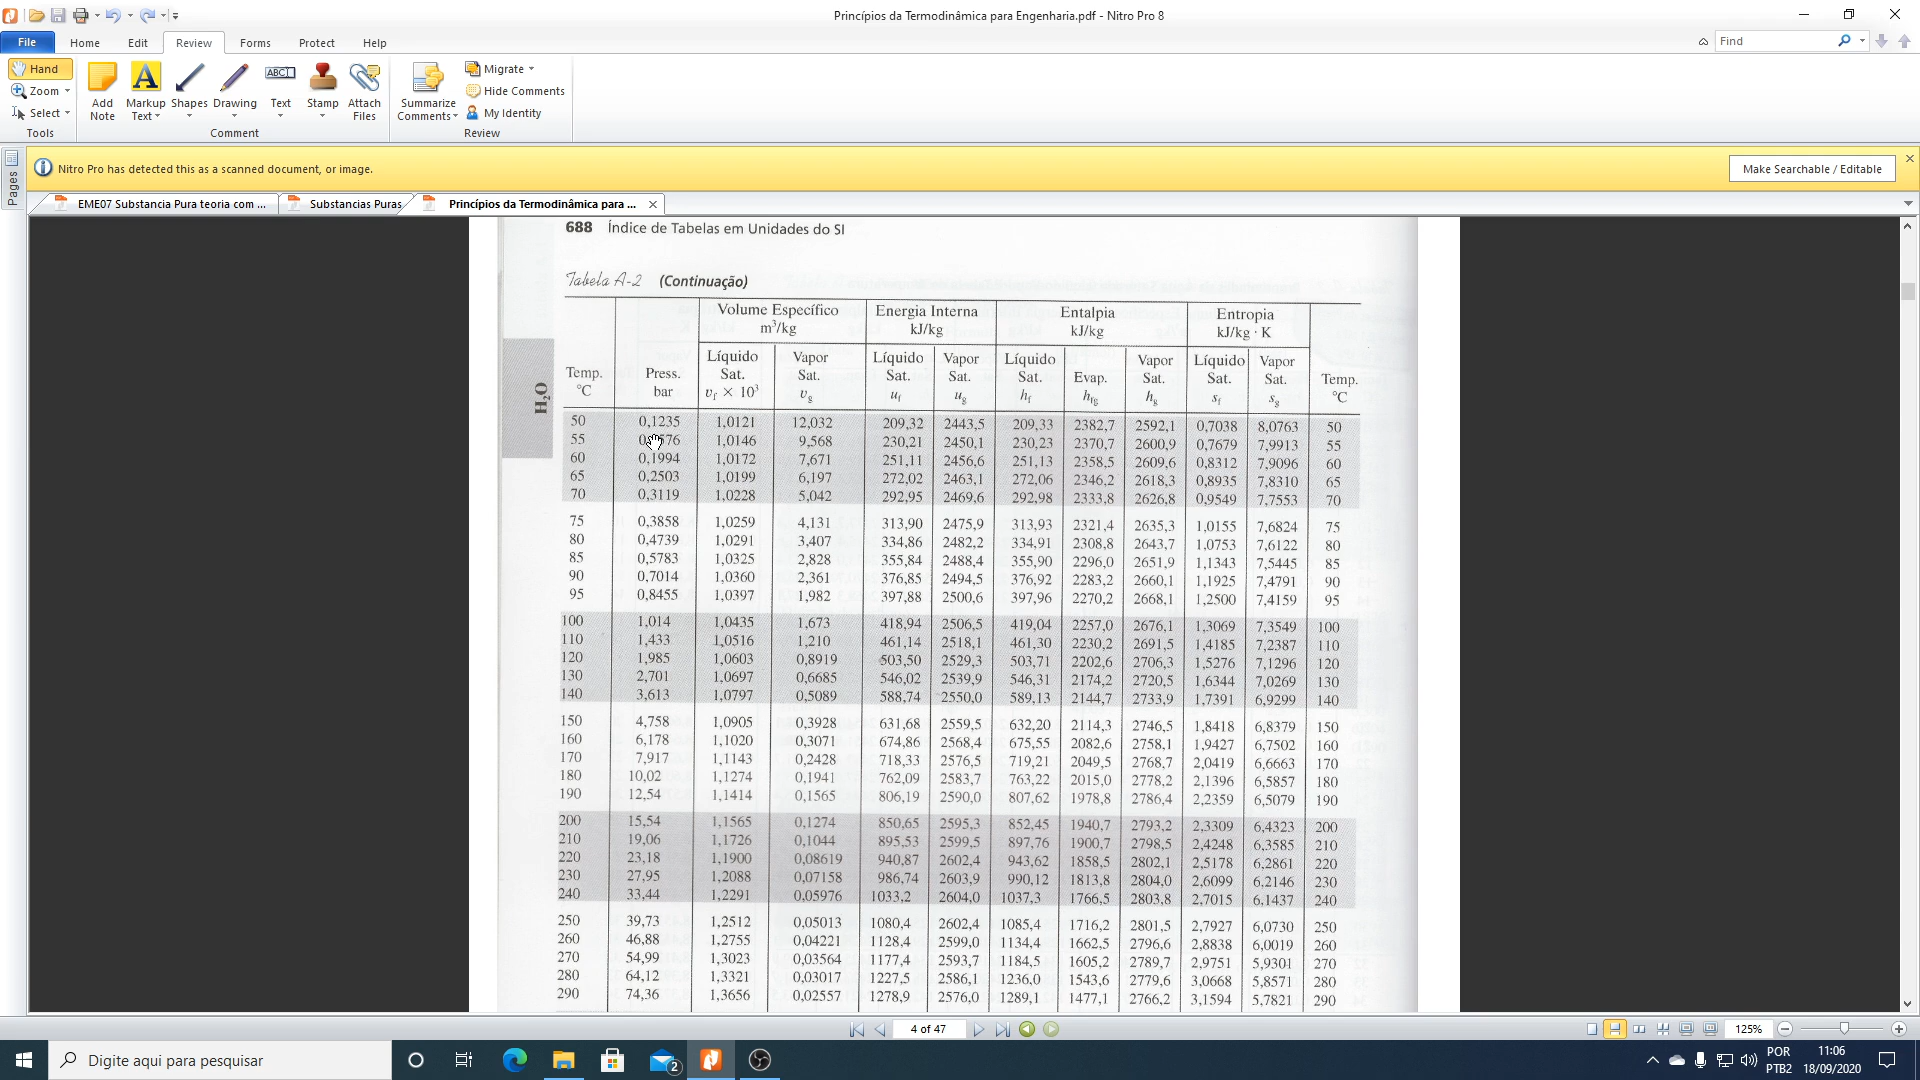 Princípios da Termodinâmica para Engenharia.pdf - Nitro Pro 8
File Home Edit Review Forms Protect Help
Find
Hand
Zoom
Select
Tools
Add Note
Markup Text
Shapes
Drawing
ABC
Text
Stamp
Attach Files
Comment
Summarize Comments
Migrate
Hide Comments
My Identity
Review
Pages
Nitro Pro has detected this as a scanned document, or image.
Make Searchable / Editable
EME07 Substancia Pura teoria com ...
Substancias Puras
Princípios da Termodinâmica para ...
688 Índice de Tabelas em Unidades do SI
Tabela A-2 (Continuação)
H₂O
Volume Específico m³/kg
Energia Interna kJ/kg
Entalpia kJ/kg
Entropia kJ/kg · K
Temp. °C Press. bar Líquido Sat. vf × 10³ Vapor Sat. vg Líquido Sat. uf Vapor Sat. ug Líquido Sat. hf Evap. hfg Vapor Sat. hg Líquido Sat. sf Vapor Sat. sg Temp. °C
50 0,1235 1,0121 12,032 209,32 2443,5 209,33 2382,7 2592,1 0,7038 8,0763 50
55 1,0146 9,568 230,21 2450,1 230,23 2370,7 2600,9 0,7679 7,9913 55
60 0,1994 1,0172 7,671 251,11 2456,6 251,13 2358,5 2609,6 0,8312 7,9096 60
65 0,2503 1,0199 6,197 272,02 2463,1 272,06 2346,2 2618,3 0,8935 7,8310 65
70 0,3119 1,0228 5,042 292,95 2469,6 292,98 2333,8 2626,8 0,9549 7,7553 70
75 0,3858 1,0259 4,131 313,90 2475,9 313,93 2321,4 2635,3 1,0155 7,6824 75
80 0,4739 1,0291 3,407 334,86 2482,2 334,91 2308,8 2643,7 1,0753 7,6122 80
85 0,5783 1,0325 2,828 355,84 2488,4 355,90 2296,0 2651,9 1,1343 7,5445 85
90 0,7014 1,0360 2,361 376,85 2494,5 376,92 2283,2 2660,1 1,1925 7,4791 90
95 0,8455 1,0397 1,982 397,88 2500,6 397,96 2270,2 2668,1 1,2500 7,4159 95
100 1,014 1,0435 1,673 418,94 2506,5 419,04 2257,0 2676,1 1,3069 7,3549 100
110 1,433 1,0516 1,210 461,14 2518,1 461,30 2230,2 2691,5 1,4185 7,2387 110
120 1,985 1,0603 0,8919 503,50 2529,3 503,71 2202,6 2706,3 1,5276 7,1296 120
130 2,701 1,0697 0,6685 546,02 2539,9 546,31 2174,2 2720,5 1,6344 7,0269 130
140 3,613 1,0797 0,5089 588,74 2550,0 589,13 2144,7 2733,9 1,7391 6,9299 140
150 4,758 1,0905 0,3928 631,68 2559,5 632,20 2114,3 2746,5 1,8418 6,8379 150
160 6,178 1,1020 0,3071 674,86 2568,4 675,55 2082,6 2758,1 1,9427 6,7502 160
170 7,917 1,1143 0,2428 718,33 2576,5 719,21 2049,5 2768,7 2,0419 6,6663 170
180 10,02 1,1274 0,1941 762,09 2583,7 763,22 2015,0 2778,2 2,1396 6,5857 180
190 12,54 1,1414 0,1565 806,19 2590,0 807,62 1978,8 2786,4 2,2359 6,5079 190
200 15,54 1,1565 0,1274 850,65 2595,3 852,45 1940,7 2793,2 2,3309 6,4323 200
210 19,06 1,1726 0,1044 895,53 2599,5 897,76 1900,7 2798,5 2,4248 6,3585 210
220 23,18 1,1900 0,08619 940,87 2602,4 943,62 1858,5 2802,1 2,5178 6,2861 220
230 27,95 1,2088 0,07158 986,74 2603,9 990,12 1813,8 2804,0 2,6099 6,2146 230
240 33,44 1,2291 0,05976 1033,2 2604,0 1037,3 1766,5 2803,8 2,7015 6,1437 240
250 39,73 1,2512 0,05013 1080,4 2602,4 1085,4 1716,2 2801,5 2,7927 6,0730 250
260 46,88 1,2755 0,04221 1128,4 2599,0 1134,4 1662,5 2796,6 2,8838 6,0019 260
270 54,99 1,3023 0,03564 1177,4 2593,7 1184,5 1605,2 2789,7 2,9751 5,9301 270
280 64,12 1,3321 0,03017 1227,5 2586,1 1236,0 1543,6 2779,6 3,0668 5,8571 280
290 74,36 1,3656 0,02557 1278,9 2576,0 1289,1 1477,1 2766,2 3,1594 5,7821 290
4 of 47
125%
Digite aqui para pesquisar
2
POR
PTB2
11:06
18/09/2020